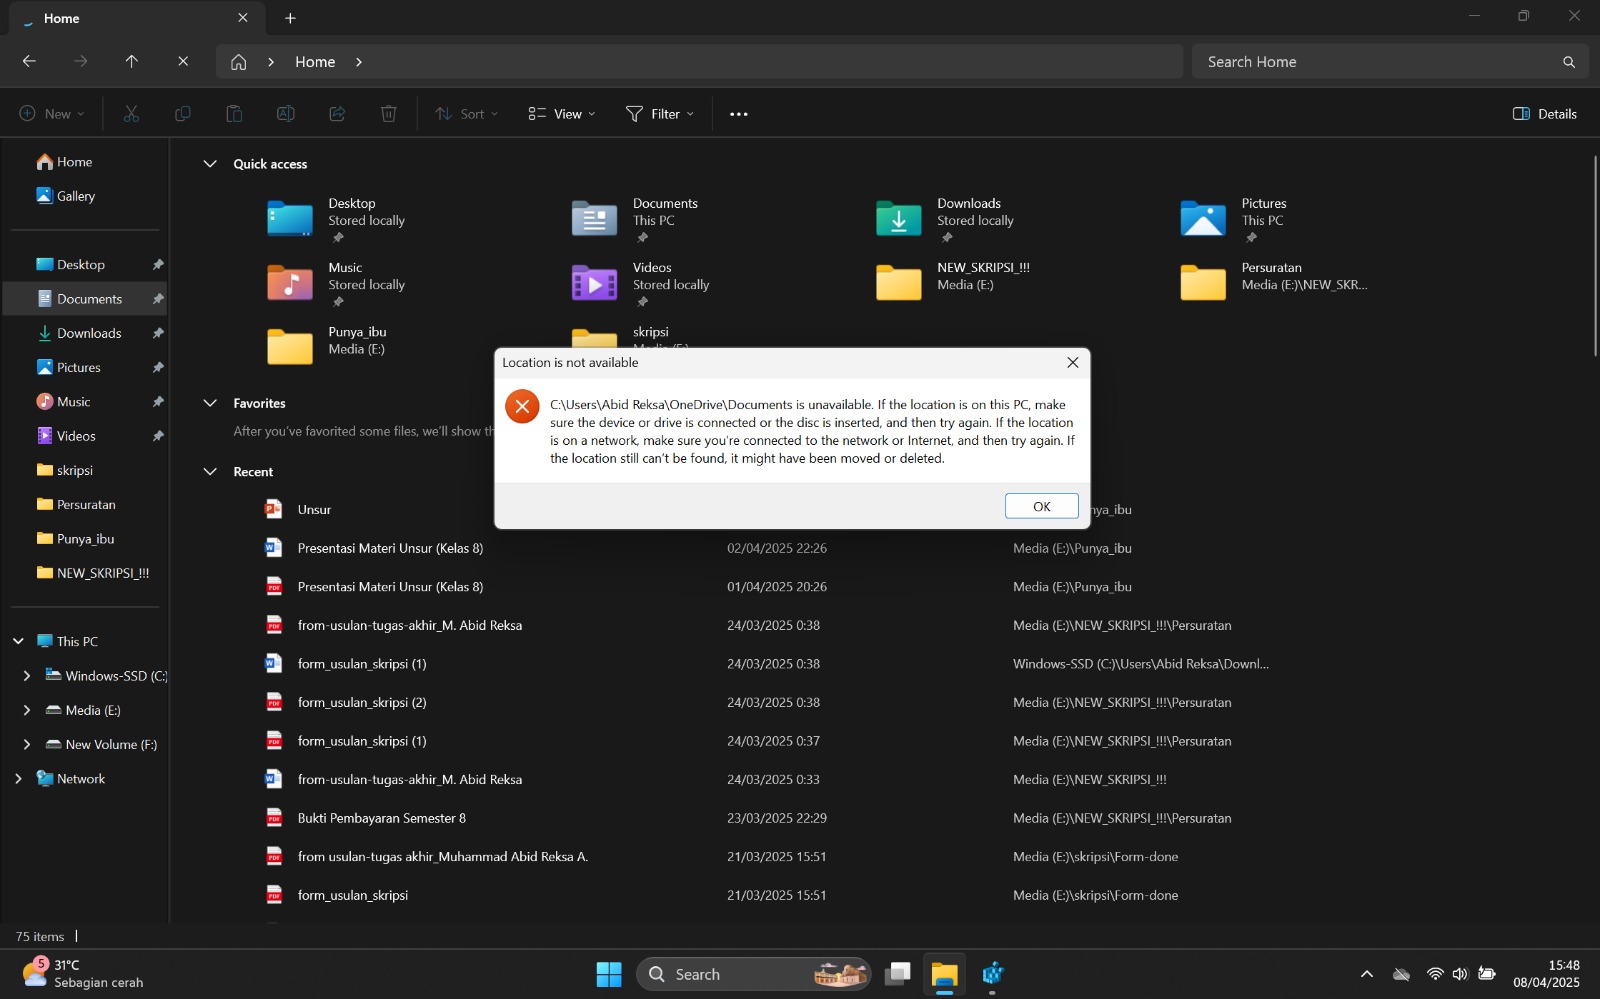 Home
Home
Search Home
New
Sort
View
Filter
Details
Home
Gallery
Desktop
Documents
Downloads
Pictures
Music
Videos
skripsi
Persuratan
Punya_ibu
NEW_SKRIPSI_!!!
This PC
Windows-SSD (C:)
Media (E:)
New Volume (F:)
Network
Quick access
Desktop
Stored locally
Documents
This PC
Downloads
Stored locally
Pictures
This PC
Music
Stored locally
Videos
Stored locally
NEW_SKRIPSI_!!!
Media (E:)
Persuratan
Media (E:)\NEW_SKR...
Punya_ibu
Media (E:)
skripsi
Media (E:)
Location is not available
C:\Users\Abid Reksa\OneDrive\Documents is unavailable. If the location is on this PC, make
sure the device or drive is connected or the disc is inserted, and then try again. If the location
is on a network, make sure you're connected to the network or Internet, and then try again. If
the location still can't be found, it might have been moved or deleted.
OK
Favorites
After you've favorited some files, we'll show th
Recent
Unsur nya_ibu
Presentasi Materi Unsur (Kelas 8) 02/04/2025 22:26 Media (E:)\Punya_ibu
Presentasi Materi Unsur (Kelas 8) 01/04/2025 20:26 Media (E:)\Punya_ibu
from-usulan-tugas-akhir_M. Abid Reksa 24/03/2025 0:38 Media (E:)\NEW_SKRIPSI_!!!\Persuratan
form_usulan_skripsi (1) 24/03/2025 0:38 Windows-SSD (C:)\Users\Abid Reksa\Downl...
form_usulan_skripsi (2) 24/03/2025 0:38 Media (E:)\NEW_SKRIPSI_!!!\Persuratan
form_usulan_skripsi (1) 24/03/2025 0:37 Media (E:)\NEW_SKRIPSI_!!!\Persuratan
from-usulan-tugas-akhir_M. Abid Reksa 24/03/2025 0:33 Media (E:)\NEW_SKRIPSI_!!!
Bukti Pembayaran Semester 8 23/03/2025 22:29 Media (E:)\NEW_SKRIPSI_!!!\Persuratan
from usulan-tugas akhir_Muhammad Abid Reksa A. 21/03/2025 15:51 Media (E:)\skripsi\Form-done
form_usulan_skripsi 21/03/2025 15:51 Media (E:)\skripsi\Form-done
75 items
5
31°C
Sebagian cerah
Search
15:48
08/04/2025